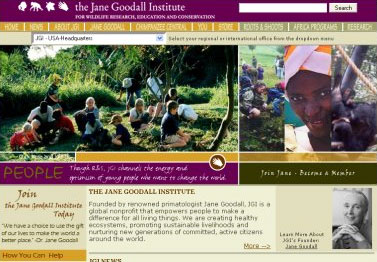 the Jane Goodall Institute
FOR WILDLIFE RESEARCH, EDUCATION AND CONSERVATION
Search
HOME NEWS ABOUT JGI JANE GOODALL CHIMPANZEE CENTRAL YOU STORE ROOTS & SHOOTS AFRICA PROGRAMS RESEARCH
JGI - USA-Headquarters
Select your regional or international office from the dropdown menu
PEOPLE
Though R&S, JGI channels the energy and
optimism of young people who want to change the world.
Join Jane - Become a Member
Join
the Jane Goodall Institute
Today
"We have a choice to use the gift
of our lives to make the world a
better place." -Dr. Jane Goodall
How You Can Help
THE JANE GOODALL INSTITUTE
Founded by renowned primatologist Jane Goodall, JGI is a
global nonprofit that empowers people to make a
difference for all living things. We are creating healthy
ecosystems, promoting sustainable livelihoods and
nurturing new generations of committed, active citizens
around the world.
More -->
Learn More About
JGI's Founder:
Jane Goodall
JGI NEWS